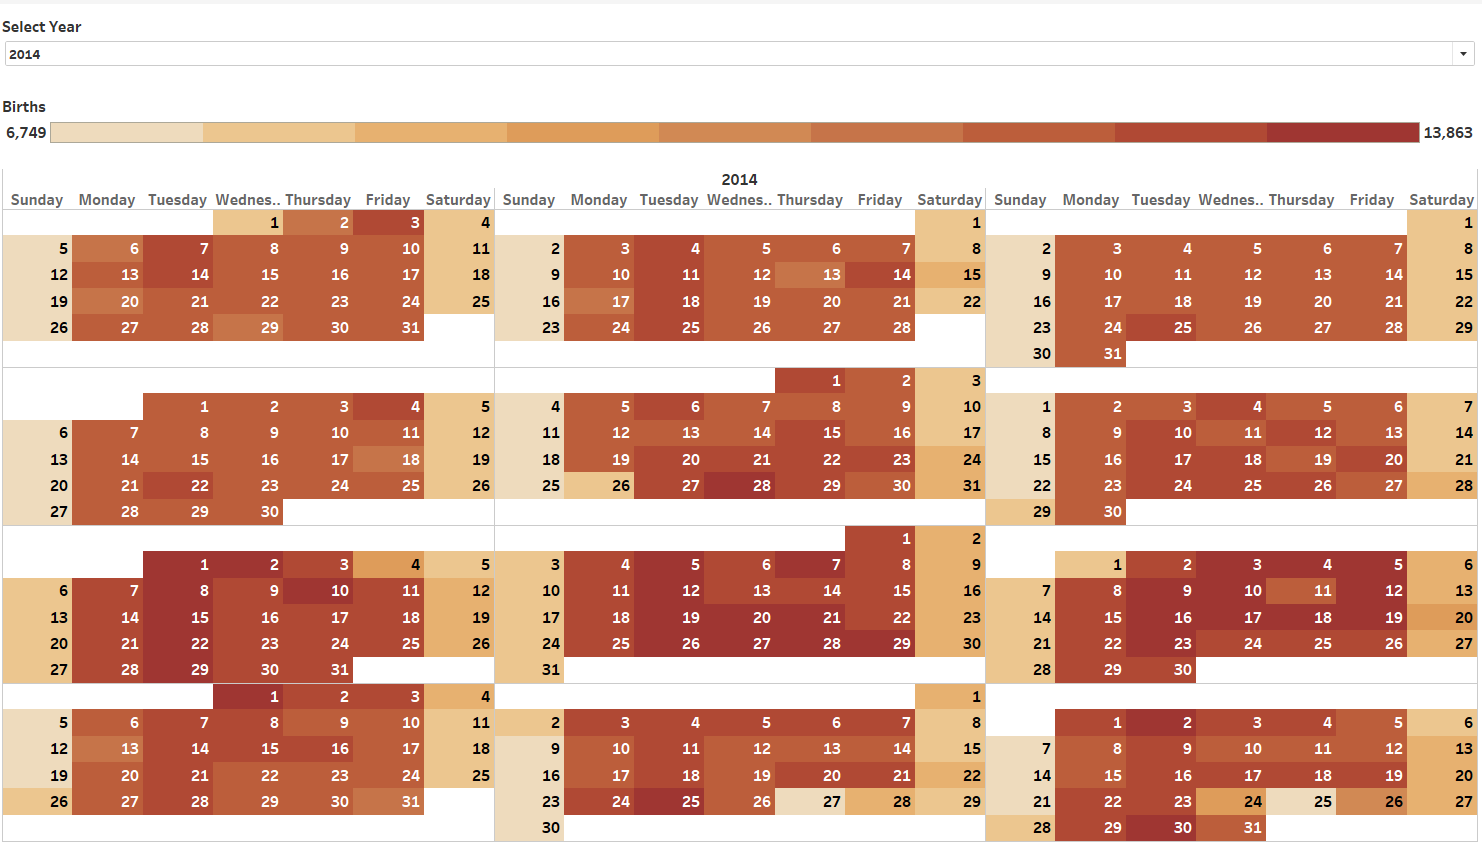 Select Year
2014
Births
6,749 13,863
2014
Sunday Monday Tuesday Wednes.. Thursday Friday Saturday Sunday Monday Tuesday Wednes.. Thursday Friday Saturday Sunday Monday Tuesday Wednes.. Thursday Friday Saturday
1 2 3 4 1 1
5 6 7 8 9 10 11 2 3 4 5 6 7 8 2 3 4 5 6 7 8
12 13 14 15 16 17 18 9 10 11 12 13 14 15 9 10 11 12 13 14 15
19 20 21 22 23 24 25 16 17 18 19 20 21 22 16 17 18 19 20 21 22
26 27 28 29 30 31 23 24 25 26 27 28 23 24 25 26 27 28 29
30 31
1 2 3
1 2 3 4 5 4 5 6 7 8 9 10 1 2 3 4 5 6 7
6 7 8 9 10 11 12 11 12 13 14 15 16 17 8 9 10 11 12 13 14
13 14 15 16 17 18 19 18 19 20 21 22 23 24 15 16 17 18 19 20 21
20 21 22 23 24 25 26 25 26 27 28 29 30 31 22 23 24 25 26 27 28
27 28 29 30 29 30
1 2
1 2 3 4 5 3 4 5 6 7 8 9 1 2 3 4 5 6
6 7 8 9 10 11 12 10 11 12 13 14 15 16 7 8 9 10 11 12 13
13 14 15 16 17 18 19 17 18 19 20 21 22 23 14 15 16 17 18 19 20
20 21 22 23 24 25 26 24 25 26 27 28 29 30 21 22 23 24 25 26 27
27 28 29 30 31 31 28 29 30
1 2 3 4 1
5 6 7 8 9 10 11 2 3 4 5 6 7 8 1 2 3 4 5 6
12 13 14 15 16 17 18 9 10 11 12 13 14 15 7 8 9 10 11 12 13
19 20 21 22 23 24 25 16 17 18 19 20 21 22 14 15 16 17 18 19 20
26 27 28 29 30 31 23 24 25 26 27 28 29 21 22 23 24 25 26 27
30 28 29 30 31